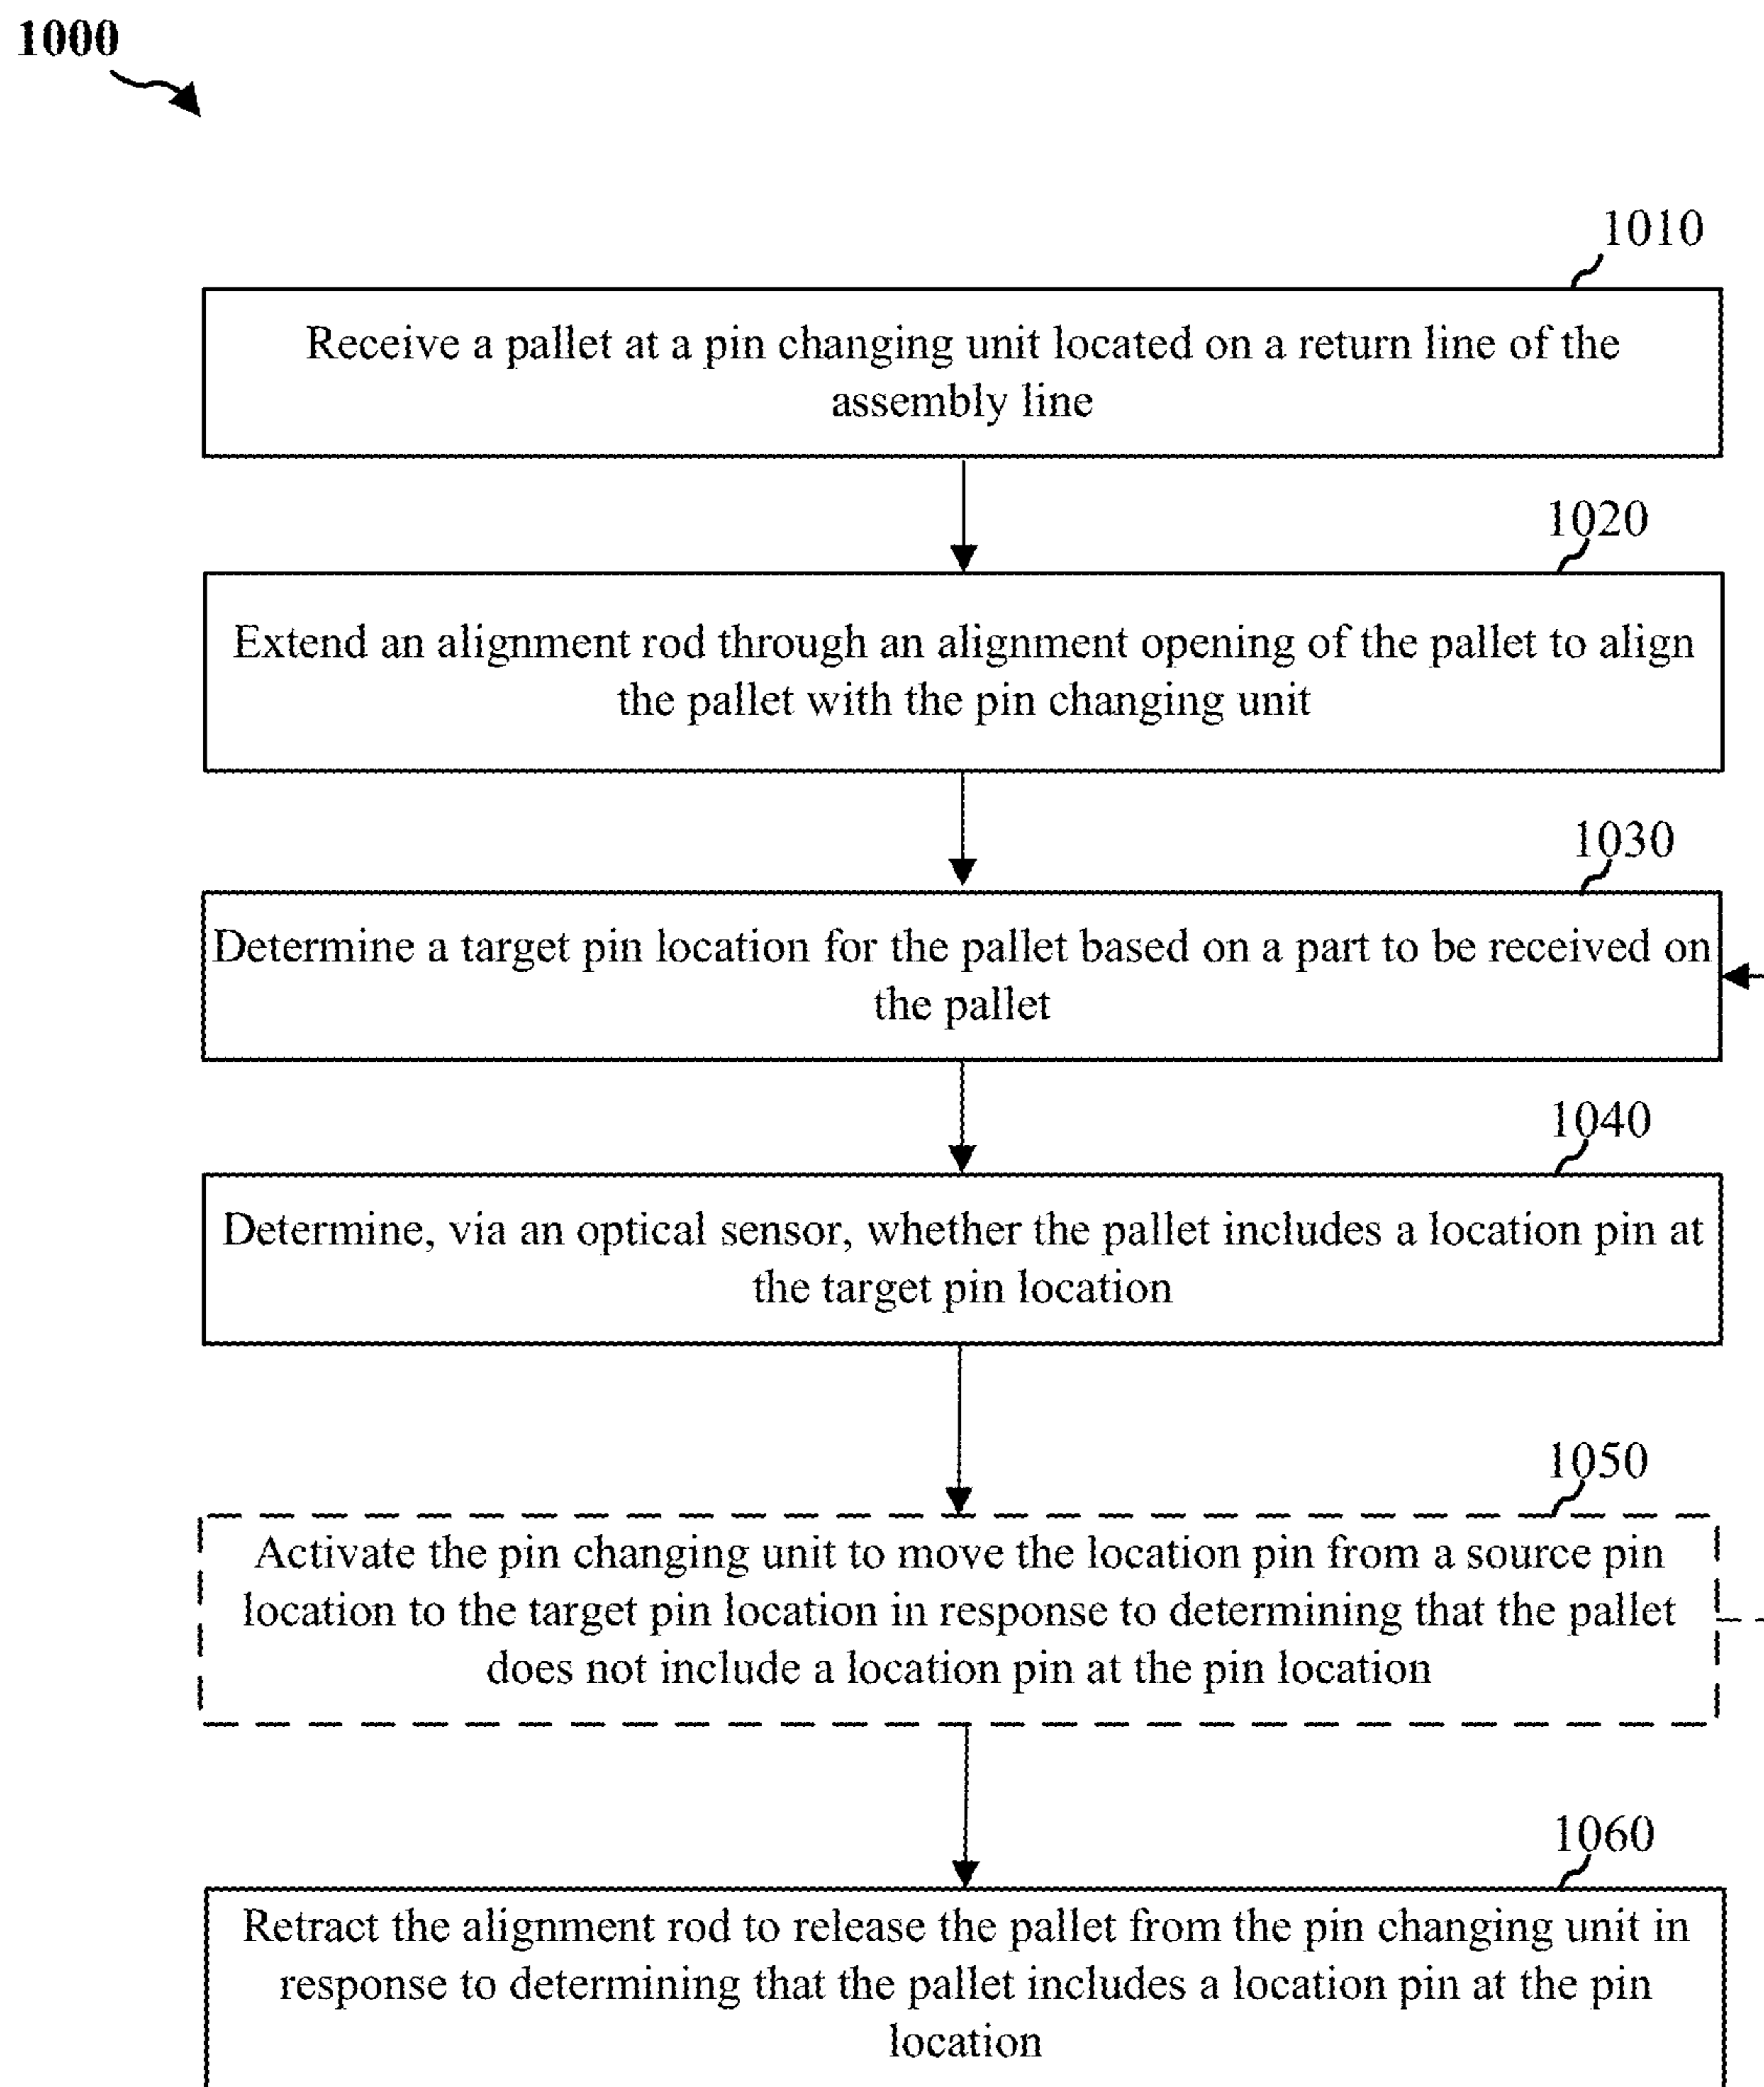 1000
1010
Receive a pallet at a pin changing unit located on a return line of the
assembly line
1020
Extend an alignment rod through an alignment opening of the pallet to align
the pallet with the pin changing unit
1030
Determine a target pin location for the pallet based on a part to be received on
the pallet
1040
Determine, via an optical sensor, whether the pallet includes a location pin at
the target pin location
1050
Activate the pin changing unit to move the location pin from a source pin
location to the target pin location in response to determining that the pallet
does not include a location pin at the pin location
1060
Retract the alignment rod to release the pallet from the pin changing unit in
response to determining that the pallet includes a location pin at the pin
location